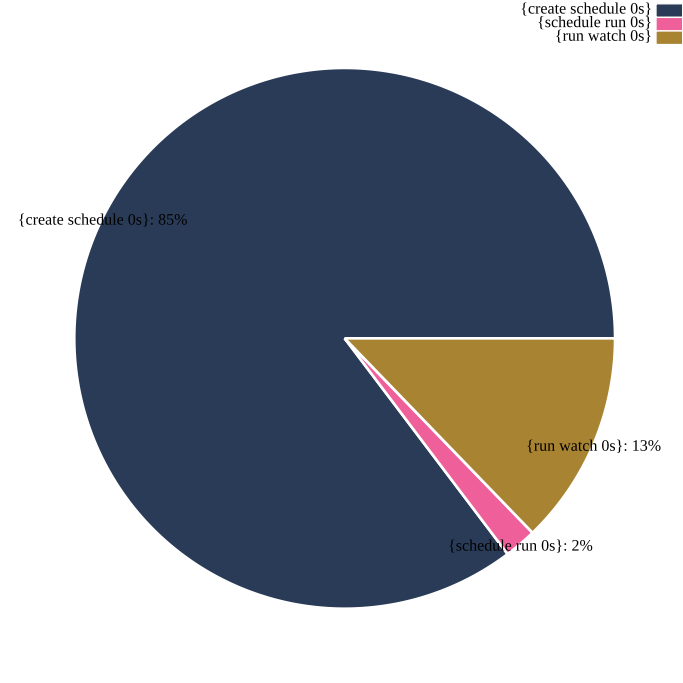 {create schedule 0s}
{schedule run 0s}
{run watch 0s}
{create schedule 0s}: 85%
{run watch 0s}: 13%
{schedule run 0s}: 2%